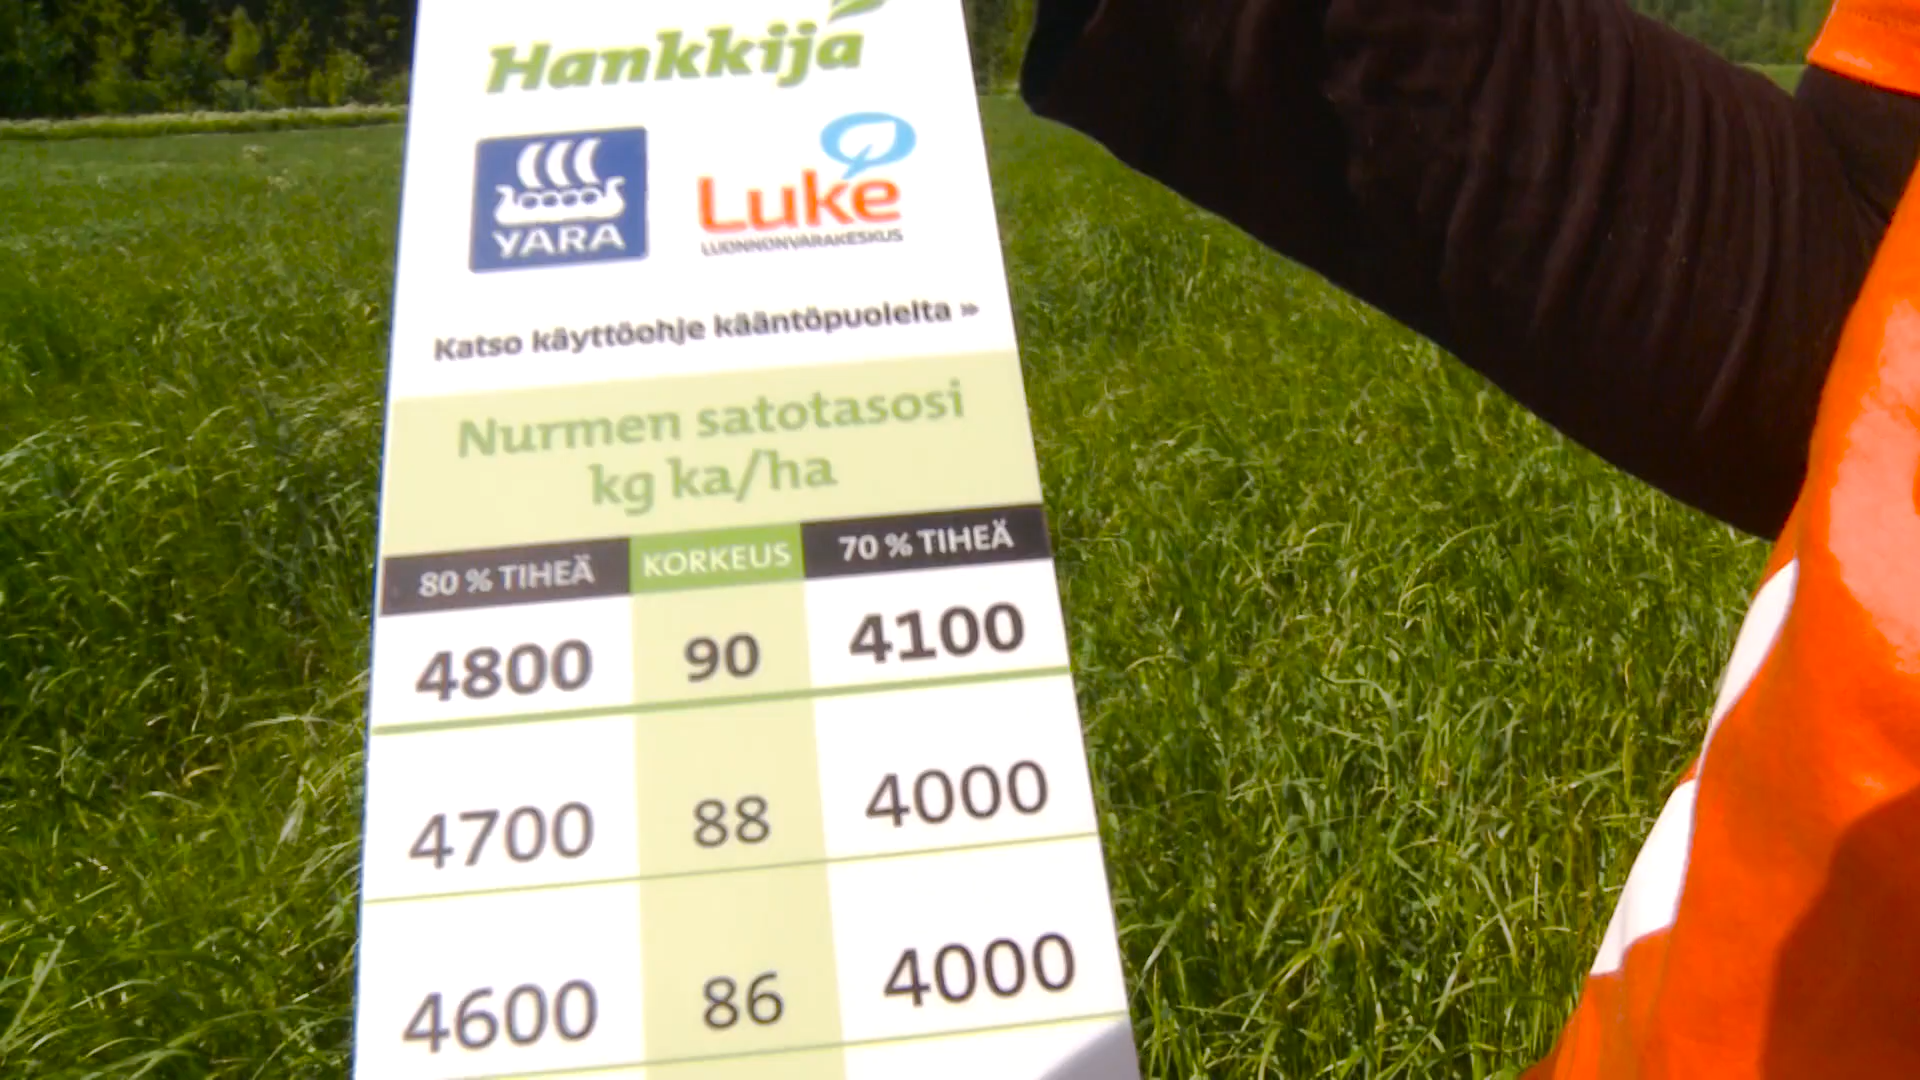 Hankkija
YARA
Luke
LUONNONVARAKESKUS
Katso käyttöohje kääntöpuolelta »
Nurmen satotasosi
kg ka/ha
80 % TIHEÄ KORKEUS 70 % TIHEÄ
4800 90 4100
4700 88 4000
4600 86 4000